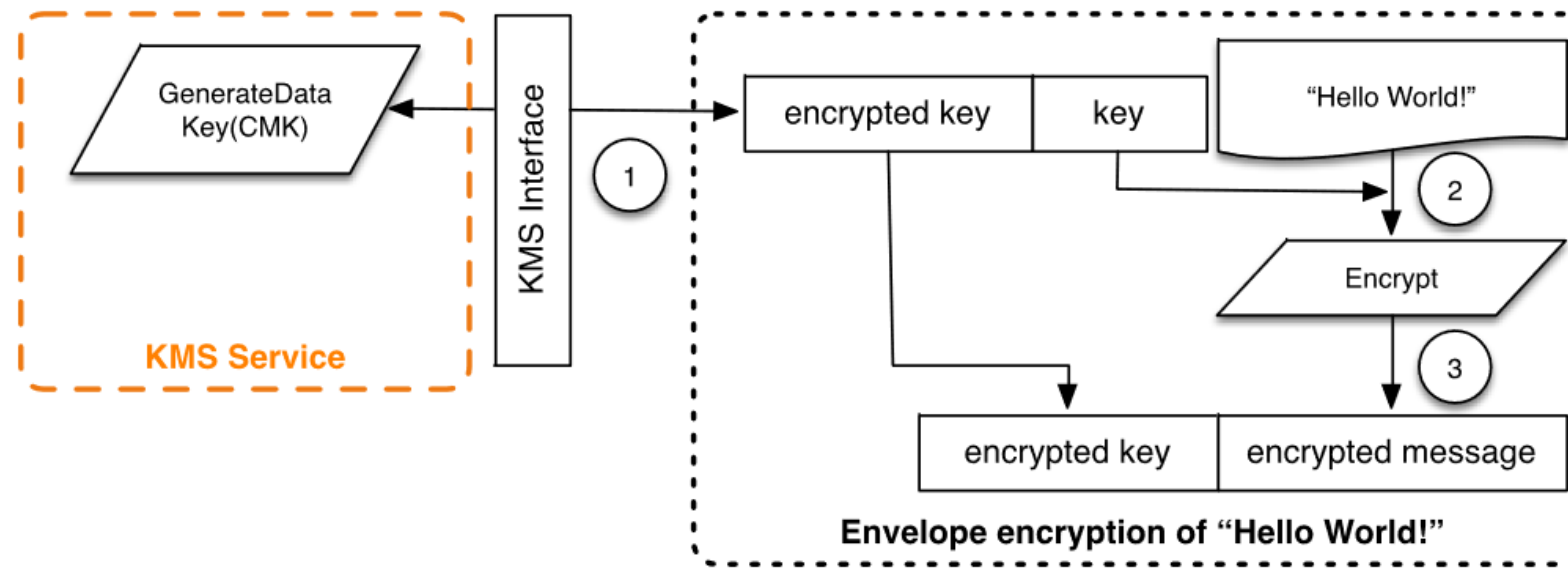 GenerateData
Key(CMK)
KMS Service
KMS Interface
1
encrypted key
key
“Hello World!”
2
Encrypt
3
encrypted key
encrypted message
Envelope encryption of “Hello World!”